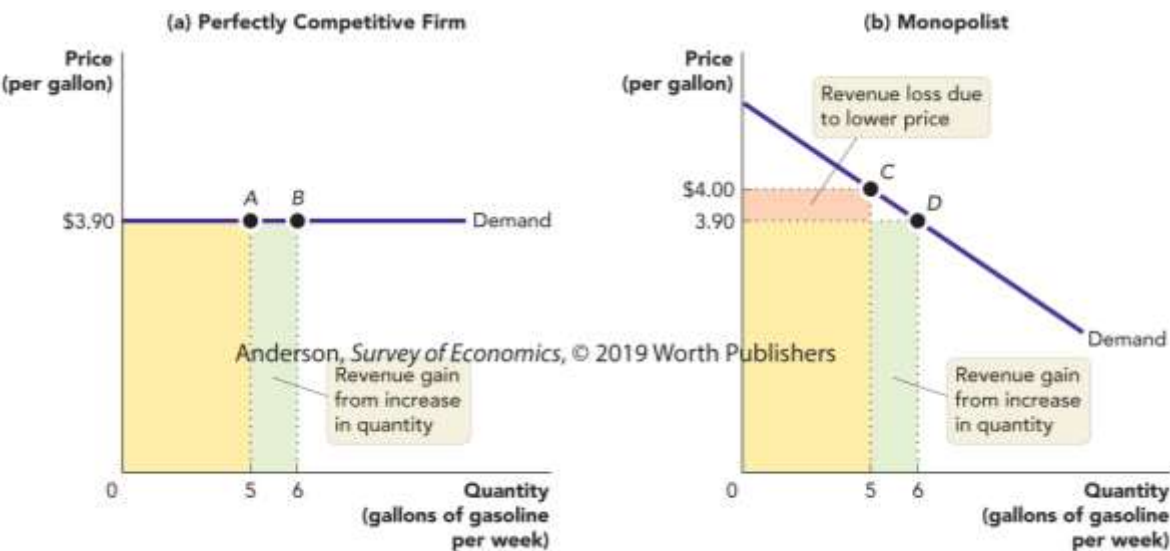 (a) Perfectly Competitive Firm
Price
(per gallon)
$3.90
A
B
Demand
Revenue gain
from increase
in quantity
0
5
6
Quantity
(gallons of gasoline
per week)
(b) Monopolist
Price
(per gallon)
Revenue loss due
to lower price
$4.00
3.90
C
D
Demand
Revenue gain
from increase
in quantity
0
5
6
Quantity
(gallons of gasoline
per week)
Anderson, Survey of Economics, © 2019 Worth Publishers